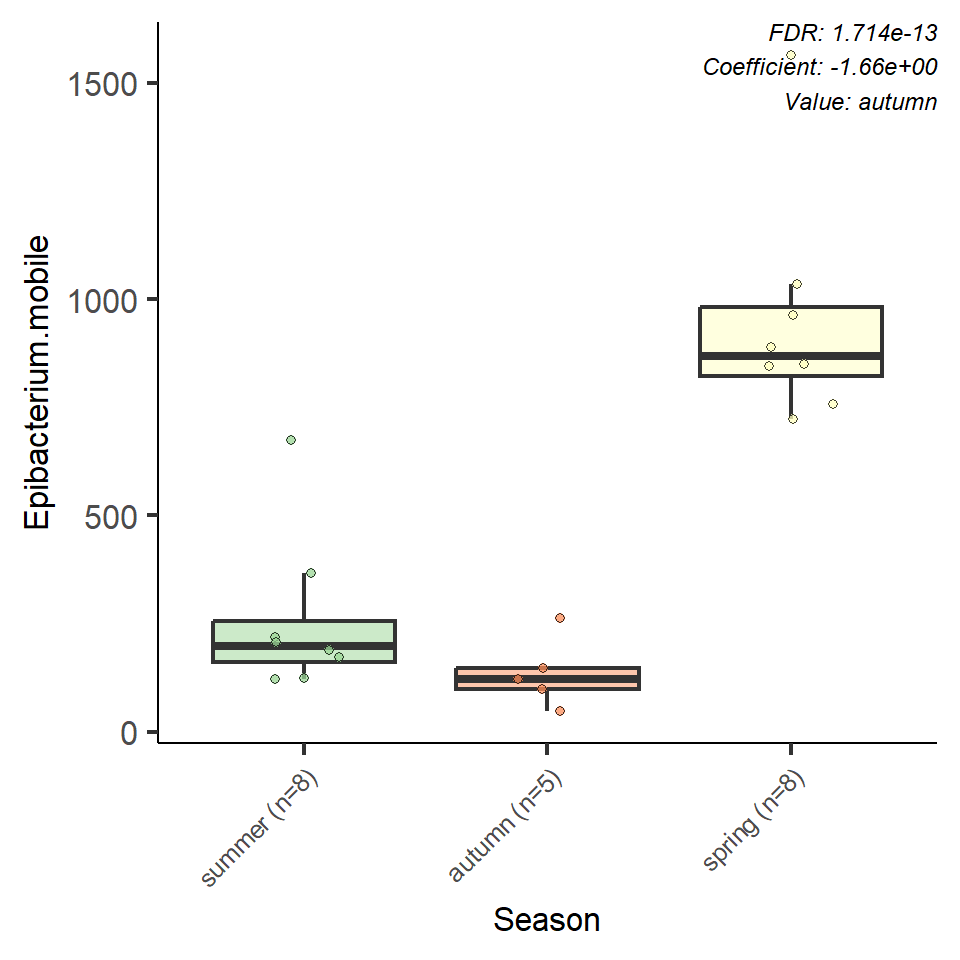 FDR: 1.714e-13
Coefficient: -1.66e+00
Value: autumn
Epibacterium.mobile
1500
1000
500
0
summer (n=8)
autumn (n=5)
spring (n=8)
Season